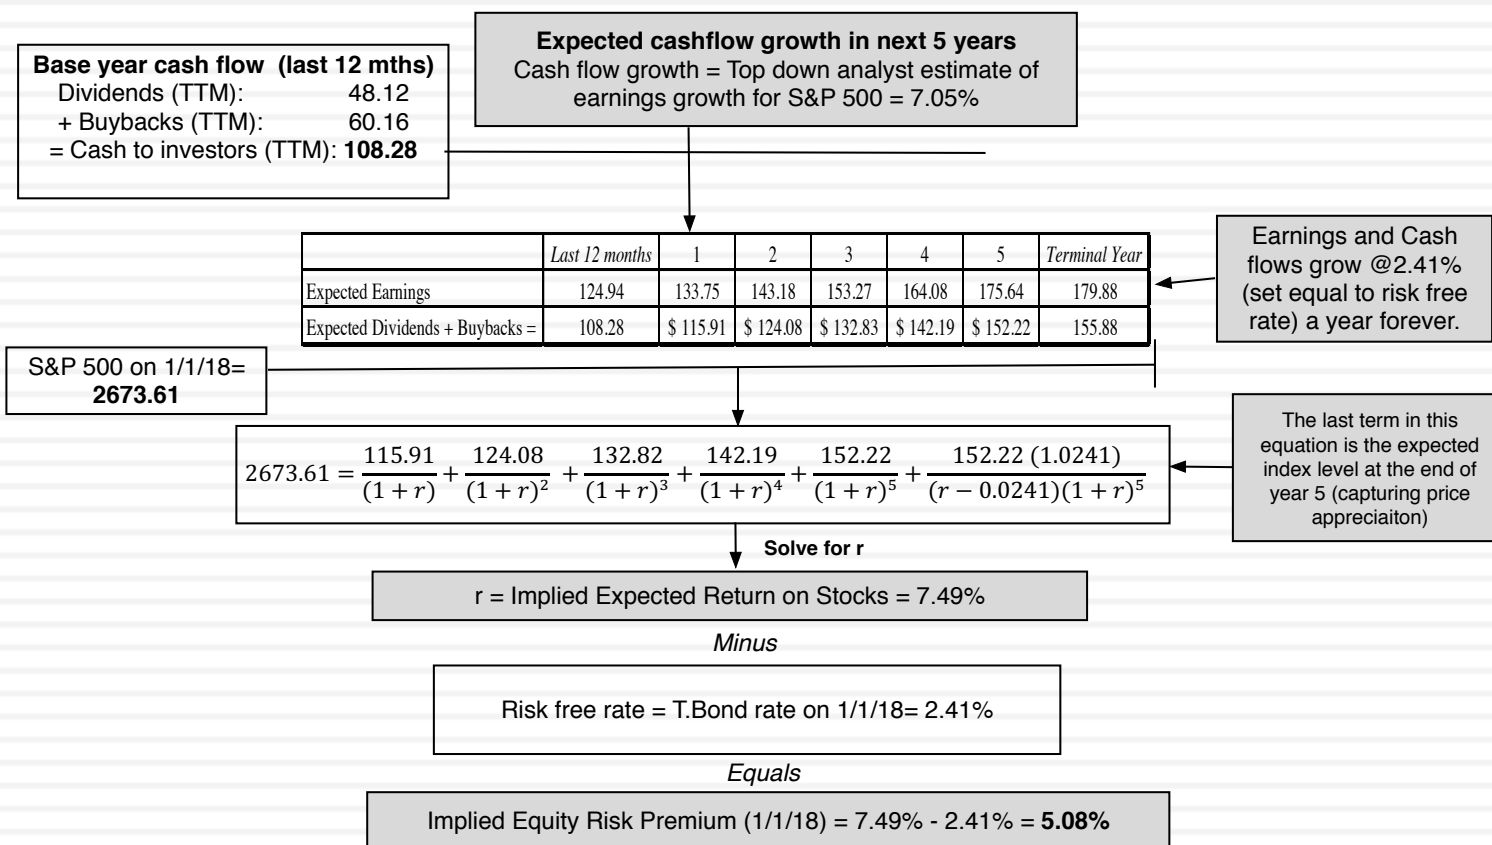 Expected cashflow growth in next 5 years
Cash flow growth = Top down analyst estimate of
earnings growth for S&P 500 = 7.05%
Base year cash flow (last 12 mths)
Dividends (TTM): 48.12
+ Buybacks (TTM): 60.16
= Cash to investors (TTM): 108.28
Last 12 months 1 2 3 4 5 Terminal Year
Expected Earnings 124.94 133.75 143.18 153.27 164.08 175.64 179.88
Expected Dividends + Buybacks = 108.28 $ 115.91 $ 124.08 $ 132.83 $ 142.19 $ 152.22 155.88
Earnings and Cash
flows grow @2.41%
(set equal to risk free
rate) a year forever.
S&P 500 on 1/1/18=
2673.61
2673.61 = 115.91/(1 + r) + 124.08/(1 + r)² + 132.82/(1 + r)³ + 142.19/(1 + r)⁴ + 152.22/(1 + r)⁵ + 152.22 (1.0241)/(r − 0.0241)(1 + r)⁵
The last term in this
equation is the expected
index level at the end of
year 5 (capturing price
appreciaiton)
Solve for r
r = Implied Expected Return on Stocks = 7.49%
Minus
Risk free rate = T.Bond rate on 1/1/18= 2.41%
Equals
Implied Equity Risk Premium (1/1/18) = 7.49% - 2.41% = 5.08%